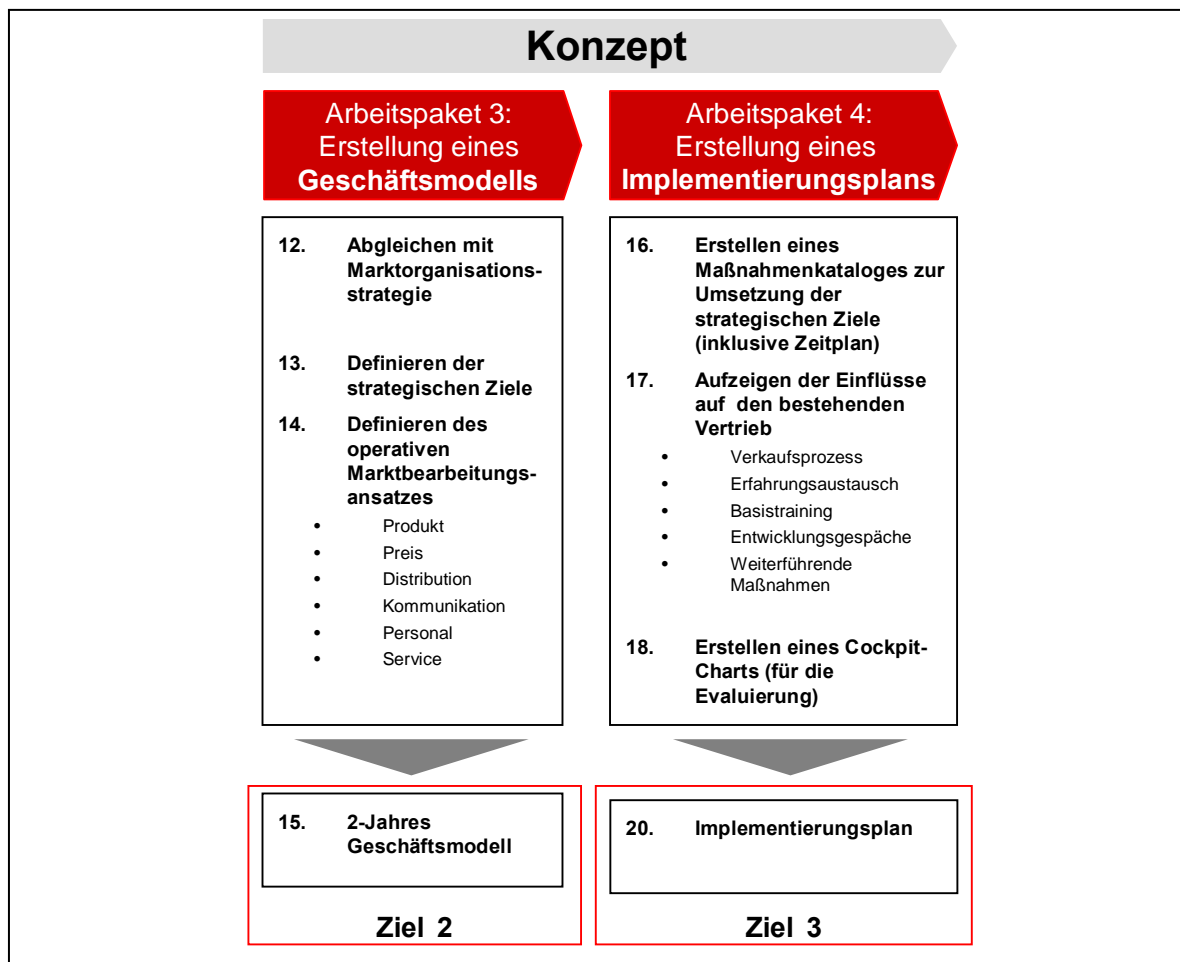 Konzept
Arbeitspaket 3:
Erstellung eines
Geschäftsmodells
12. Abgleichen mit
Marktorganisations-
strategie
13. Definieren der
strategischen Ziele
14. Definieren des
operativen
Marktbearbeitungs-
ansatzes
• Produkt
• Preis
• Distribution
• Kommunikation
• Personal
• Service
15. 2-Jahres
Geschäftsmodell
Ziel 2
Arbeitspaket 4:
Erstellung eines
Implementierungsplans
16. Erstellen eines
Maßnahmenkataloges zur
Umsetzung der
strategischen Ziele
(inklusive Zeitplan)
17. Aufzeigen der Einflüsse
auf den bestehenden
Vertrieb
• Verkaufsprozess
• Erfahrungsaustausch
• Basistraining
• Entwicklungsgespäche
• Weiterführende
Maßnahmen
18. Erstellen eines Cockpit-
Charts (für die
Evaluierung)
20. Implementierungsplan
Ziel 3